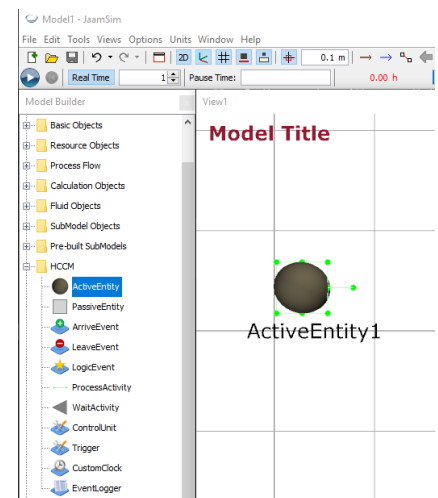 Model1 - JaamSim
File Edit Tools Views Options Units Window Help
2D 0.1 m
Real Time 1 Pause Time: 0.00 h
Model Builder
View1
Basic Objects
Resource Objects
Process Flow
Calculation Objects
Fluid Objects
SubModel Objects
Pre-built SubModels
HCCM
ActiveEntity
PassiveEntity
ArriveEvent
LeaveEvent
LogicEvent
ProcessActivity
WaitActivity
ControlUnit
Trigger
CustomClock
EventLogger
Model Title
ActiveEntity1